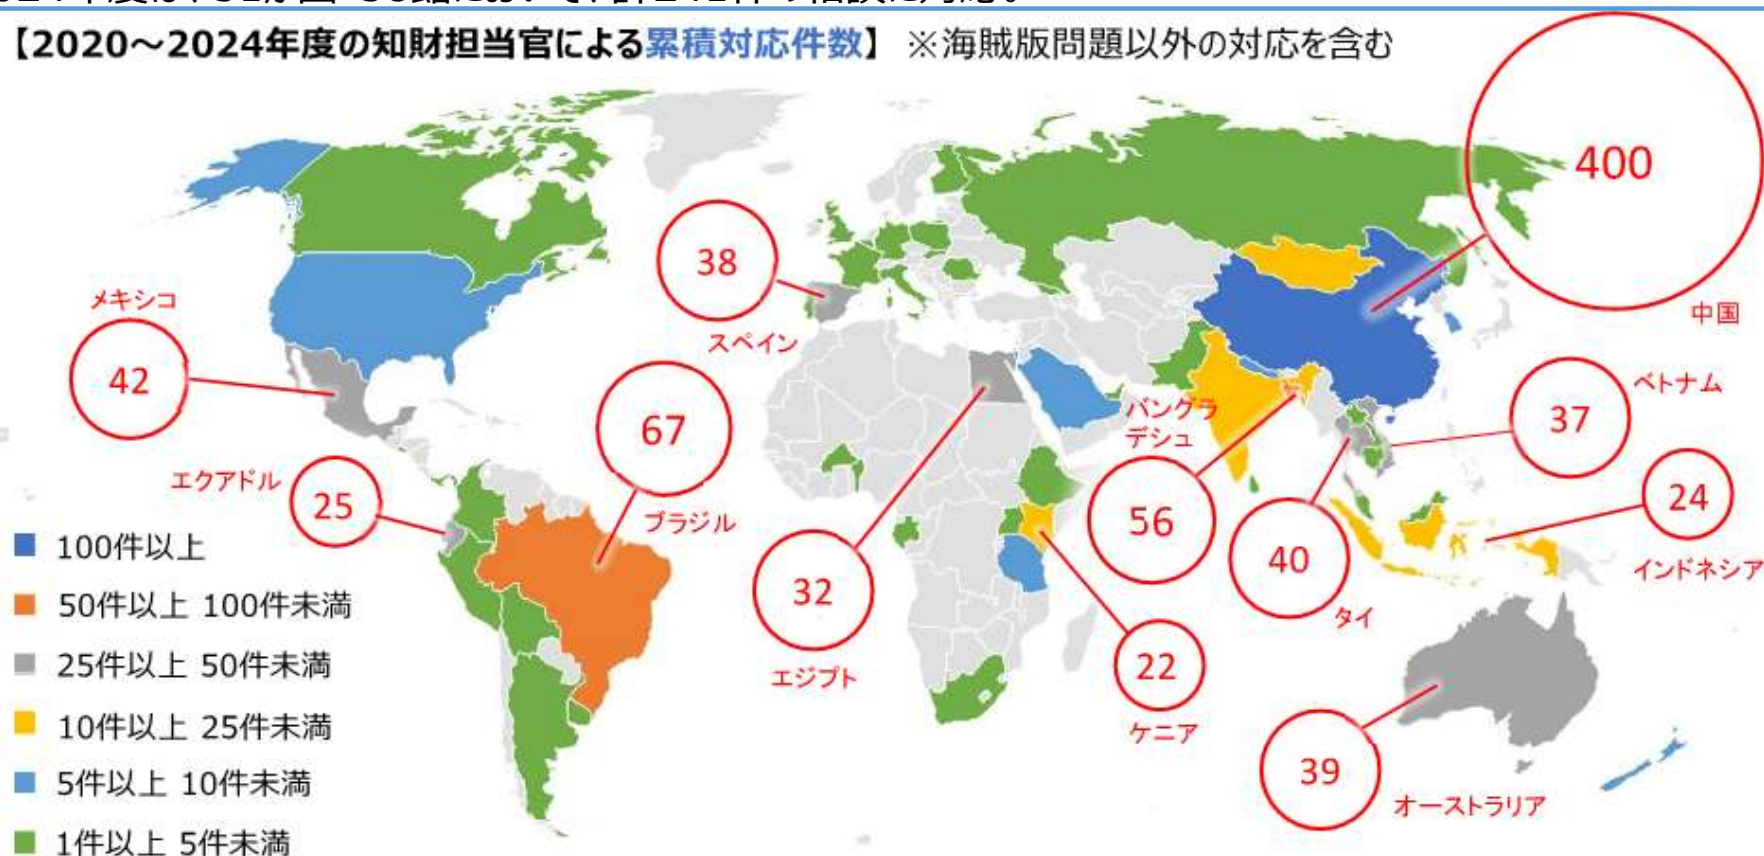 【2020～2024年度の知財担当官による累積対応件数】 ※海賊版問題以外の対応を含む
400
中国
38
スペイン
メキシコ
42
67
ブラジル
エクアドル
25
バングラ
デシュ
56
ベトナム
37
24
インドネシア
40
タイ
32
エジプト
22
ケニア
39
オーストラリア
100件以上
50件以上 100件未満
25件以上 50件未満
10件以上 25件未満
5件以上 10件未満
1件以上 5件未満